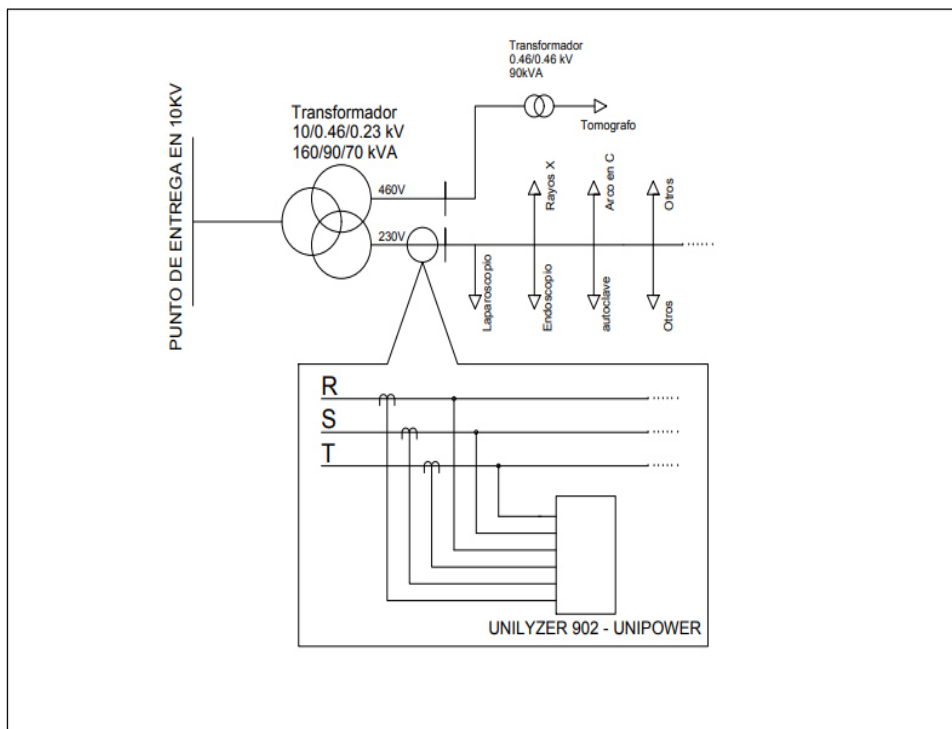 PUNTO DE ENTREGA EN 10KV
Transformador
10/0.46/0.23 kV
160/90/70 kVA
460V
230V
Transformador
0.46/0.46 kV
90kVA
Tomografo
Rayos X
Arco en C
Otros
Laparoscopio
Endoscopio
autoclave
Otros
R
S
T
UNILYZER 902 - UNIPOWER